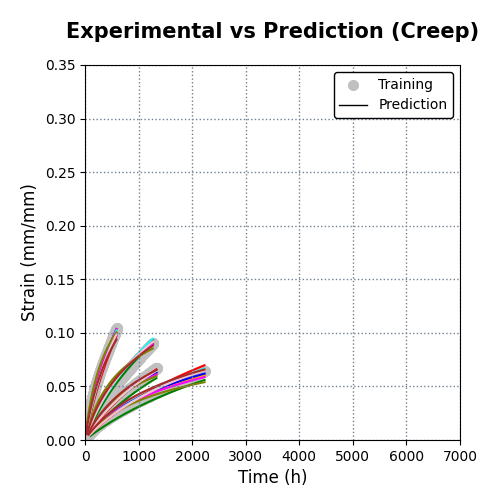 Experimental vs Prediction (Creep)
0.35
0.30
0.25
0.20
0.15
0.10
0.05
0.00
Strain (mm/mm)
Training
Prediction
0 1000 2000 3000 4000 5000 6000 7000
Time (h)